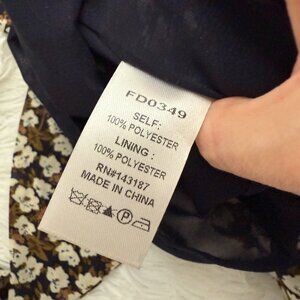 FD0349
SELF:
100% POLYESTER
LINING :
100% POLYESTER
RN#143187
MADE IN CHINA